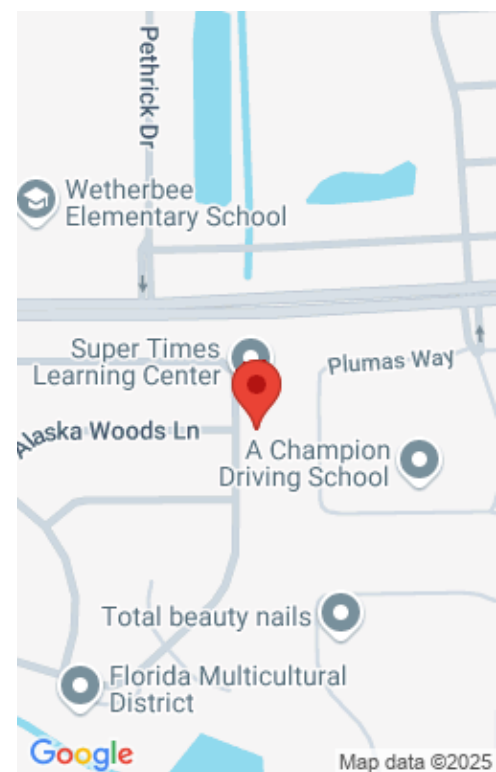 Pethrick Dr
Wetherbee
Elementary School
Super Times
Learning Center
Plumas Way
Alaska Woods Ln
A Champion
Driving School
Total beauty nails
Florida Multicultural
District
Google
Map data ©2025